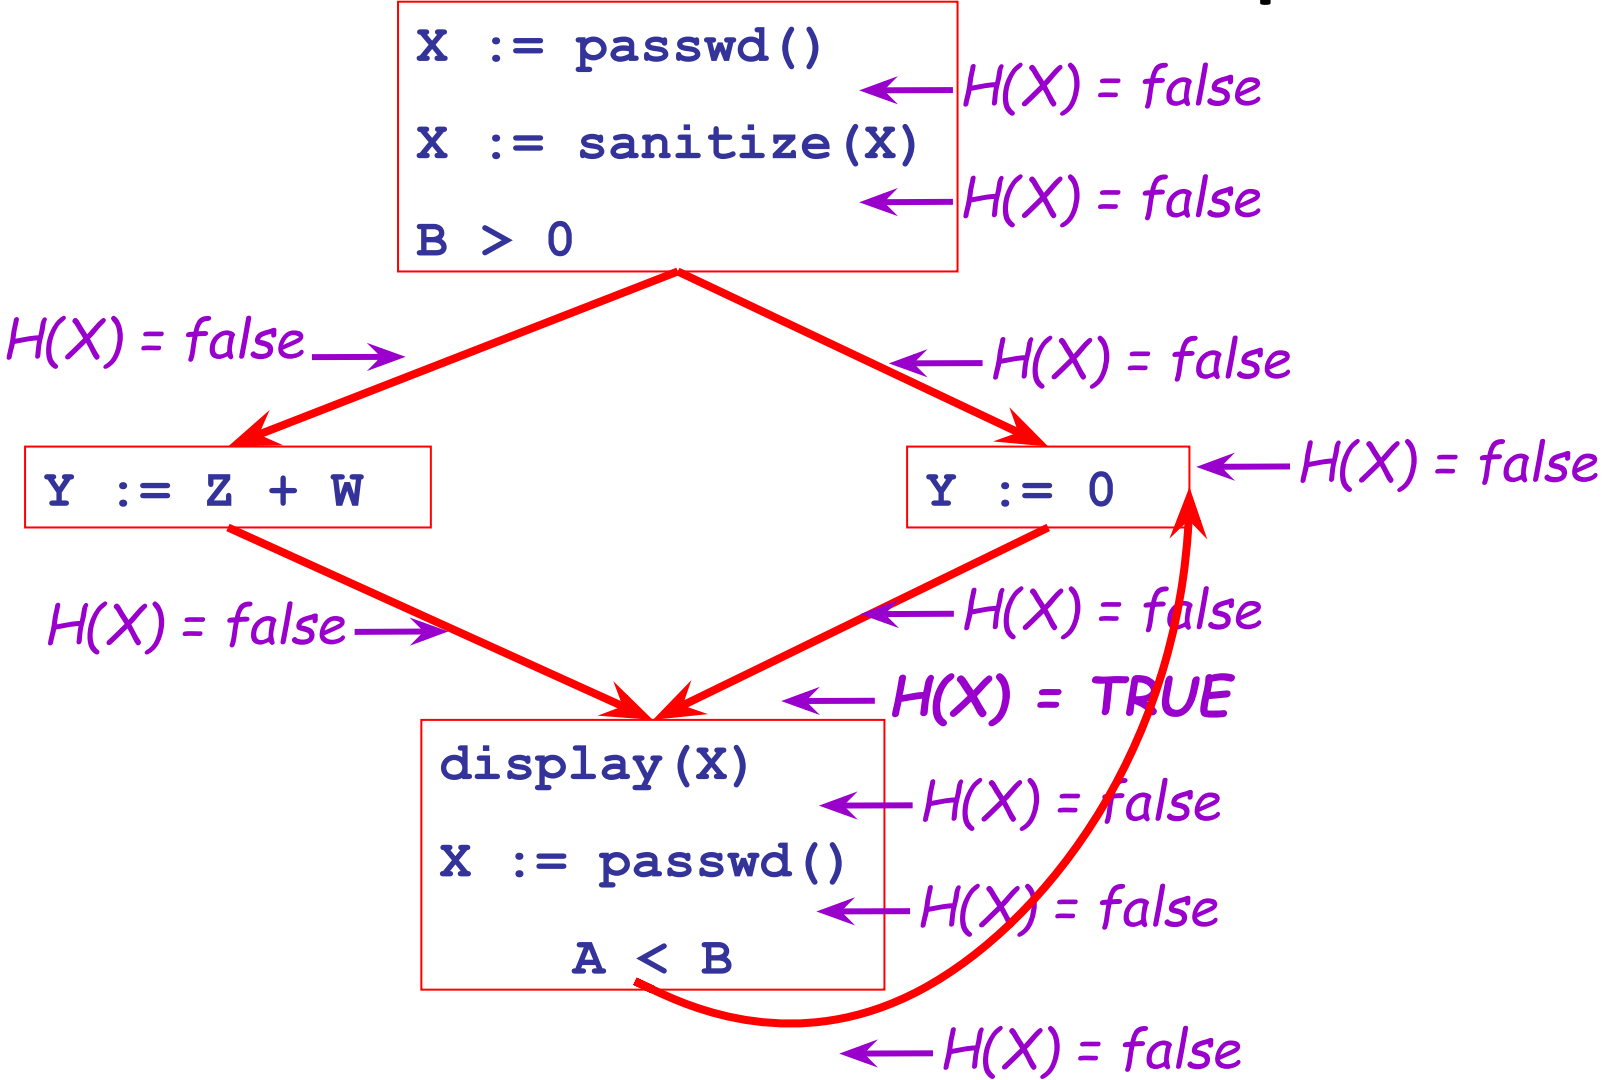 X := passwd()
H(X) = false
X := sanitize(X)
H(X) = false
B > 0
H(X) = false
H(X) = false
H(X) = false
Y := Z + W
Y := 0
H(X) = false
H(X) = false
H(X) = TRUE
display(X)
H(X) = false
X := passwd()
H(X) = false
A < B
H(X) = false